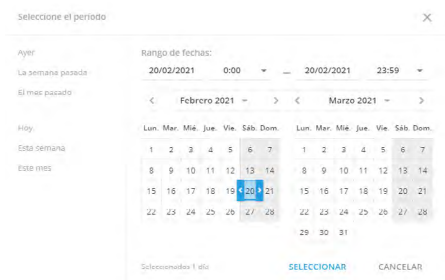 Seleccione el periodo
Ayer
La semana pasada
El mes pasado
Hoy
Esta semana
Este mes
Rango de fechas:
20/02/2021 0:00 — 20/02/2021 23:59
Febrero 2021 Marzo 2021
Lun. Mar. Mié. Jue. Vie. Sáb. Dom. Lun. Mar. Mié. Jue. Vie. Sáb. Dom.
1 2 3 4 5 6 7 1 2 3 4 5 6 7
8 9 10 11 12 13 14 8 9 10 11 12 13 14
15 16 17 18 19 20 21 15 16 17 18 19 20 21
22 23 24 25 26 27 28 22 23 24 25 26 27 28
29 30 31
Seleccionados 1 día
SELECCIONAR CANCELAR